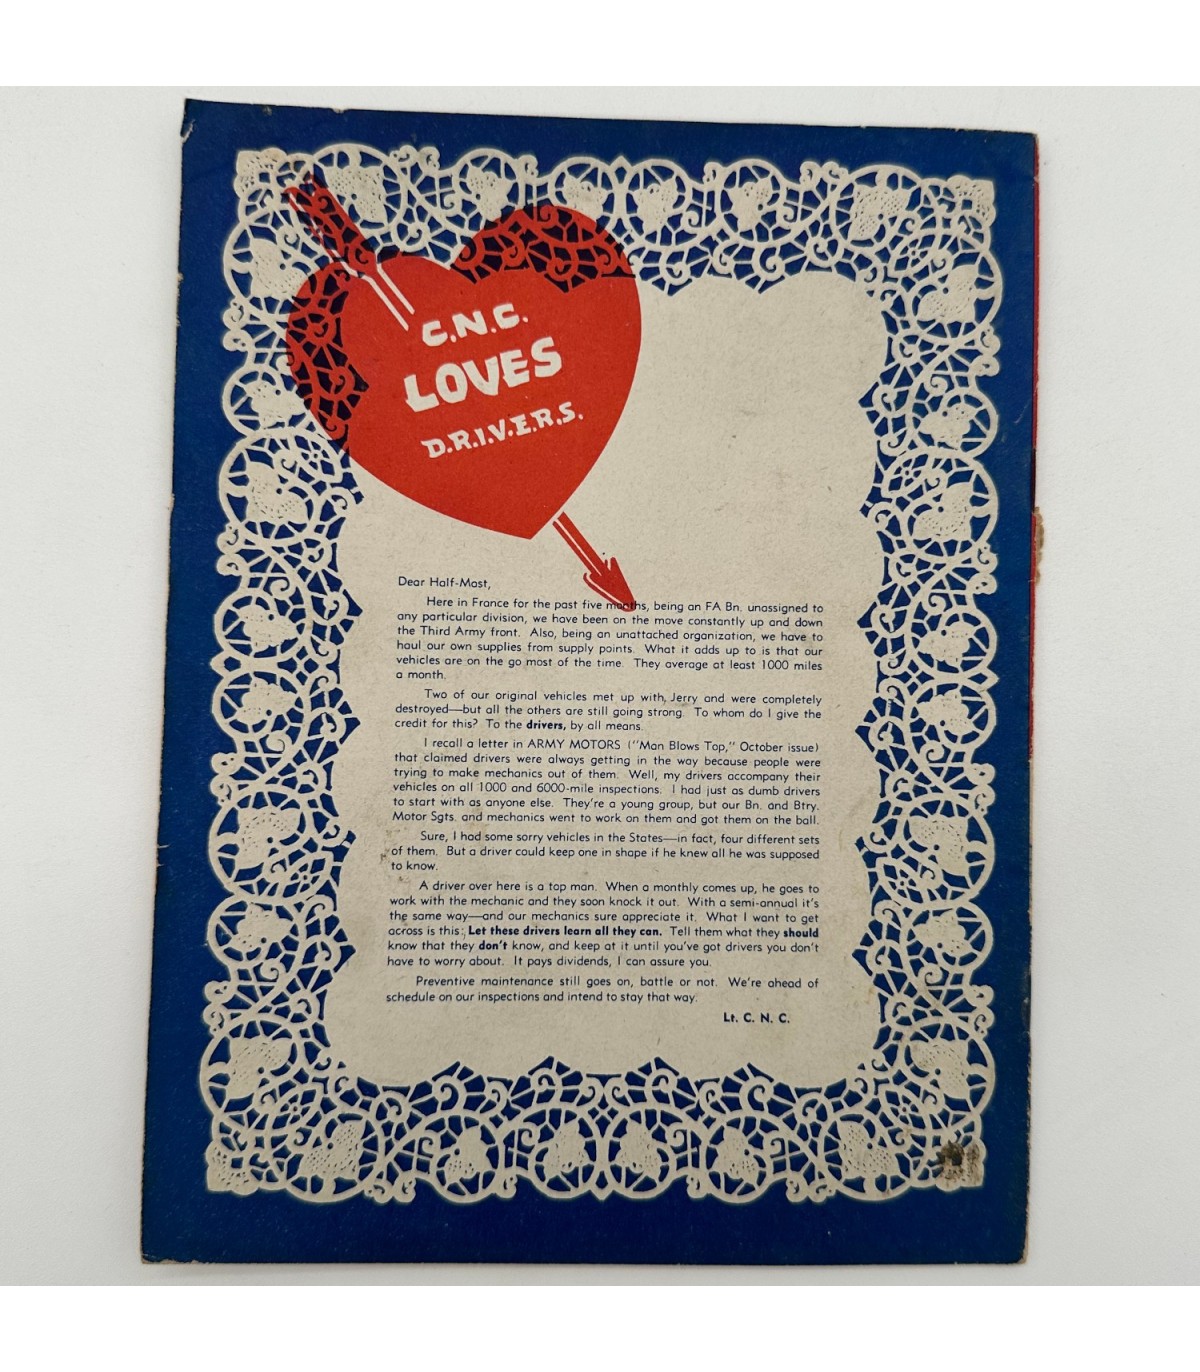 C.N.C.
LOVES
D.R.I.V.E.R.S.
Dear Half-Mast,
Here in France for the past five months, being an FA Bn. unassigned to
any particular division, we have been on the move constantly up and down
the Third Army front. Also, being an unattached organization, we have to
haul our own supplies from supply points. What it adds up to is that our
vehicles are on the go most of the time. They average at least 1000 miles
a month.
Two of our original vehicles met up with Jerry and were completely
destroyed—but all the others are still going strong. To whom do I give the
credit for this? To the drivers, by all means.
I recall a letter in ARMY MOTORS ("Man Blows Top," October issue)
that claimed drivers were always getting in the way because people were
trying to make mechanics out of them. Well, my drivers accompany their
vehicles on all 1000 and 6000-mile inspections. I had just as dumb drivers
to start with as anyone else. They're a young group, but our Bn. and Btry.
Motor Sgts. and mechanics went to work on them and got them on the ball.
Sure, I had some sorry vehicles in the States—in fact, four different sets
of them. But a driver could keep one in shape if he knew all he was supposed
to know.
A driver over here is a top man. When a monthly comes up, he goes to
work with the mechanic and they soon knock it out. With a semi-annual it's
the same way—and our mechanics sure appreciate it. What I want to get
across is this: Let these drivers learn all they can. Tell them what they should
know that they don't know, and keep at it until you've got drivers you don't
have to worry about. It pays dividends, I can assure you.
Preventive maintenance still goes on, battle or not. We're ahead of
schedule on our inspections and intend to stay that way.
Lt. C. N. C.